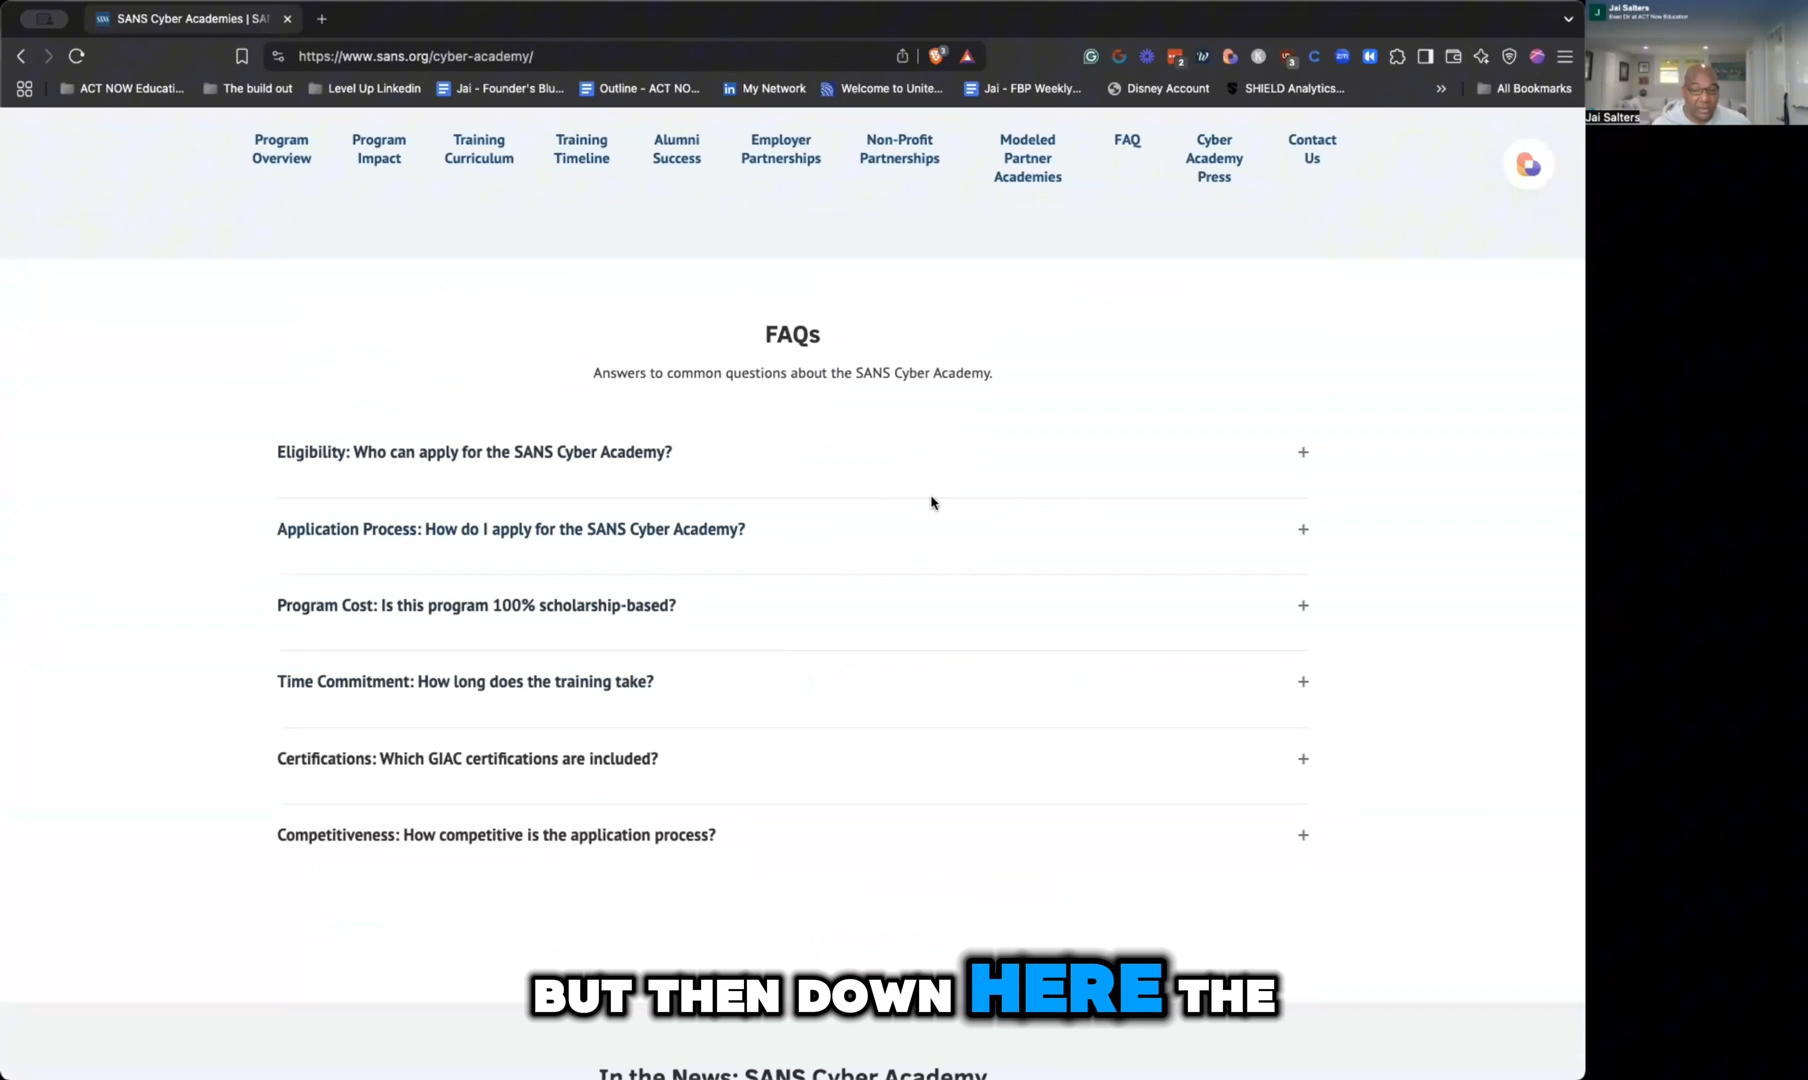 SANS Cyber Academies | SA
https://www.sans.org/cyber-academy/
ACT NOW Educati...
The build out
Level Up Linkedin
Jai - Founder's Blu...
Outline - ACT NO...
My Network
Welcome to Unite...
Jai - FBP Weekly...
Disney Account
SHIELD Analytics...
All Bookmarks
Jai Salters
Exec Dir at ACT Now Education
Jai Salters
Program Overview
Program Impact
Training Curriculum
Training Timeline
Alumni Success
Employer Partnerships
Non-Profit Partnerships
Modeled Partner Academies
FAQ
Cyber Academy Press
Contact Us
FAQs
Answers to common questions about the SANS Cyber Academy.
Eligibility: Who can apply for the SANS Cyber Academy?
Application Process: How do I apply for the SANS Cyber Academy?
Program Cost: Is this program 100% scholarship-based?
Time Commitment: How long does the training take?
Certifications: Which GIAC certifications are included?
Competitiveness: How competitive is the application process?
BUT THEN DOWN HERE THE
In the News: SANS Cyber Academy